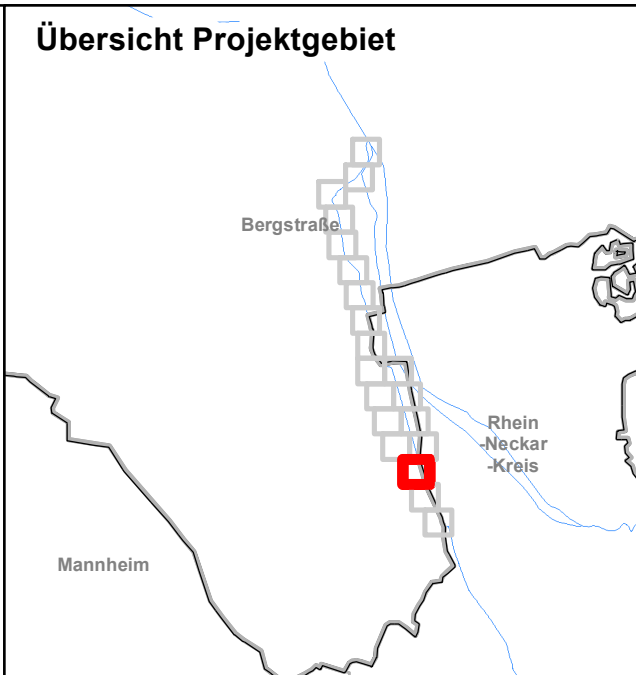 Übersicht Projektgebiet
Bergstraße
Rhein
-Neckar
-Kreis
Mannheim